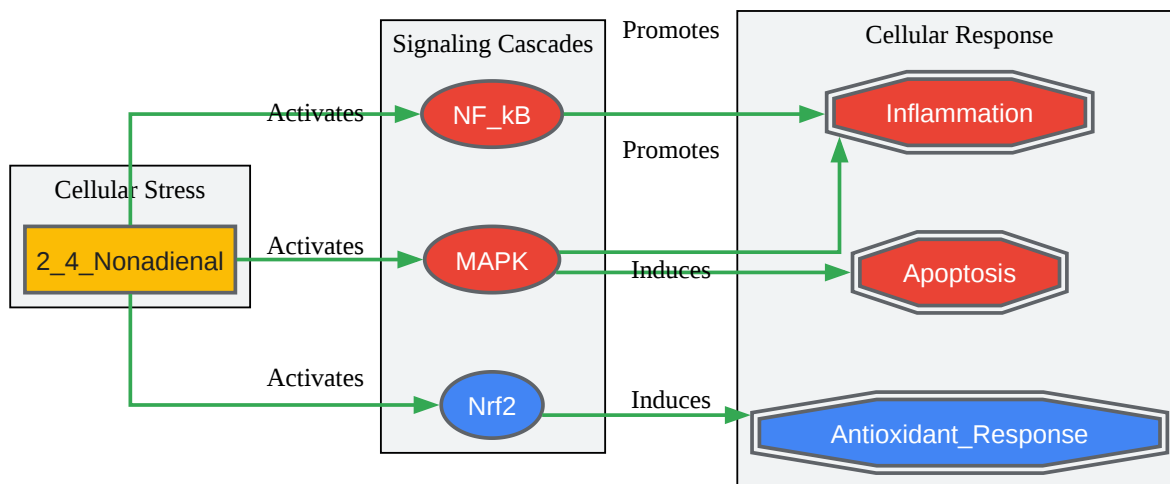 Promotes
Cellular Response
Signaling Cascades
Activates
NF_kB
Inflammation
Promotes
Cellular Stress
2_4_Nonadienal
Activates
MAPK
Induces
Apoptosis
Activates
Nrf2
Induces
Antioxidant_Response